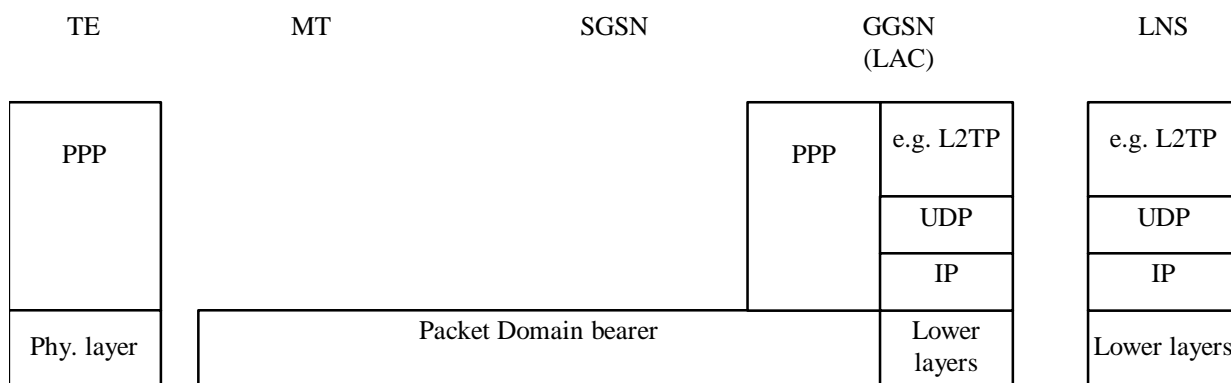 TE MT SGSN GGSN LNS
(LAC)
PPP PPP e.g. L2TP e.g. L2TP
UDP UDP
IP IP
Phy. layer Packet Domain bearer Lower Lower layers
layers